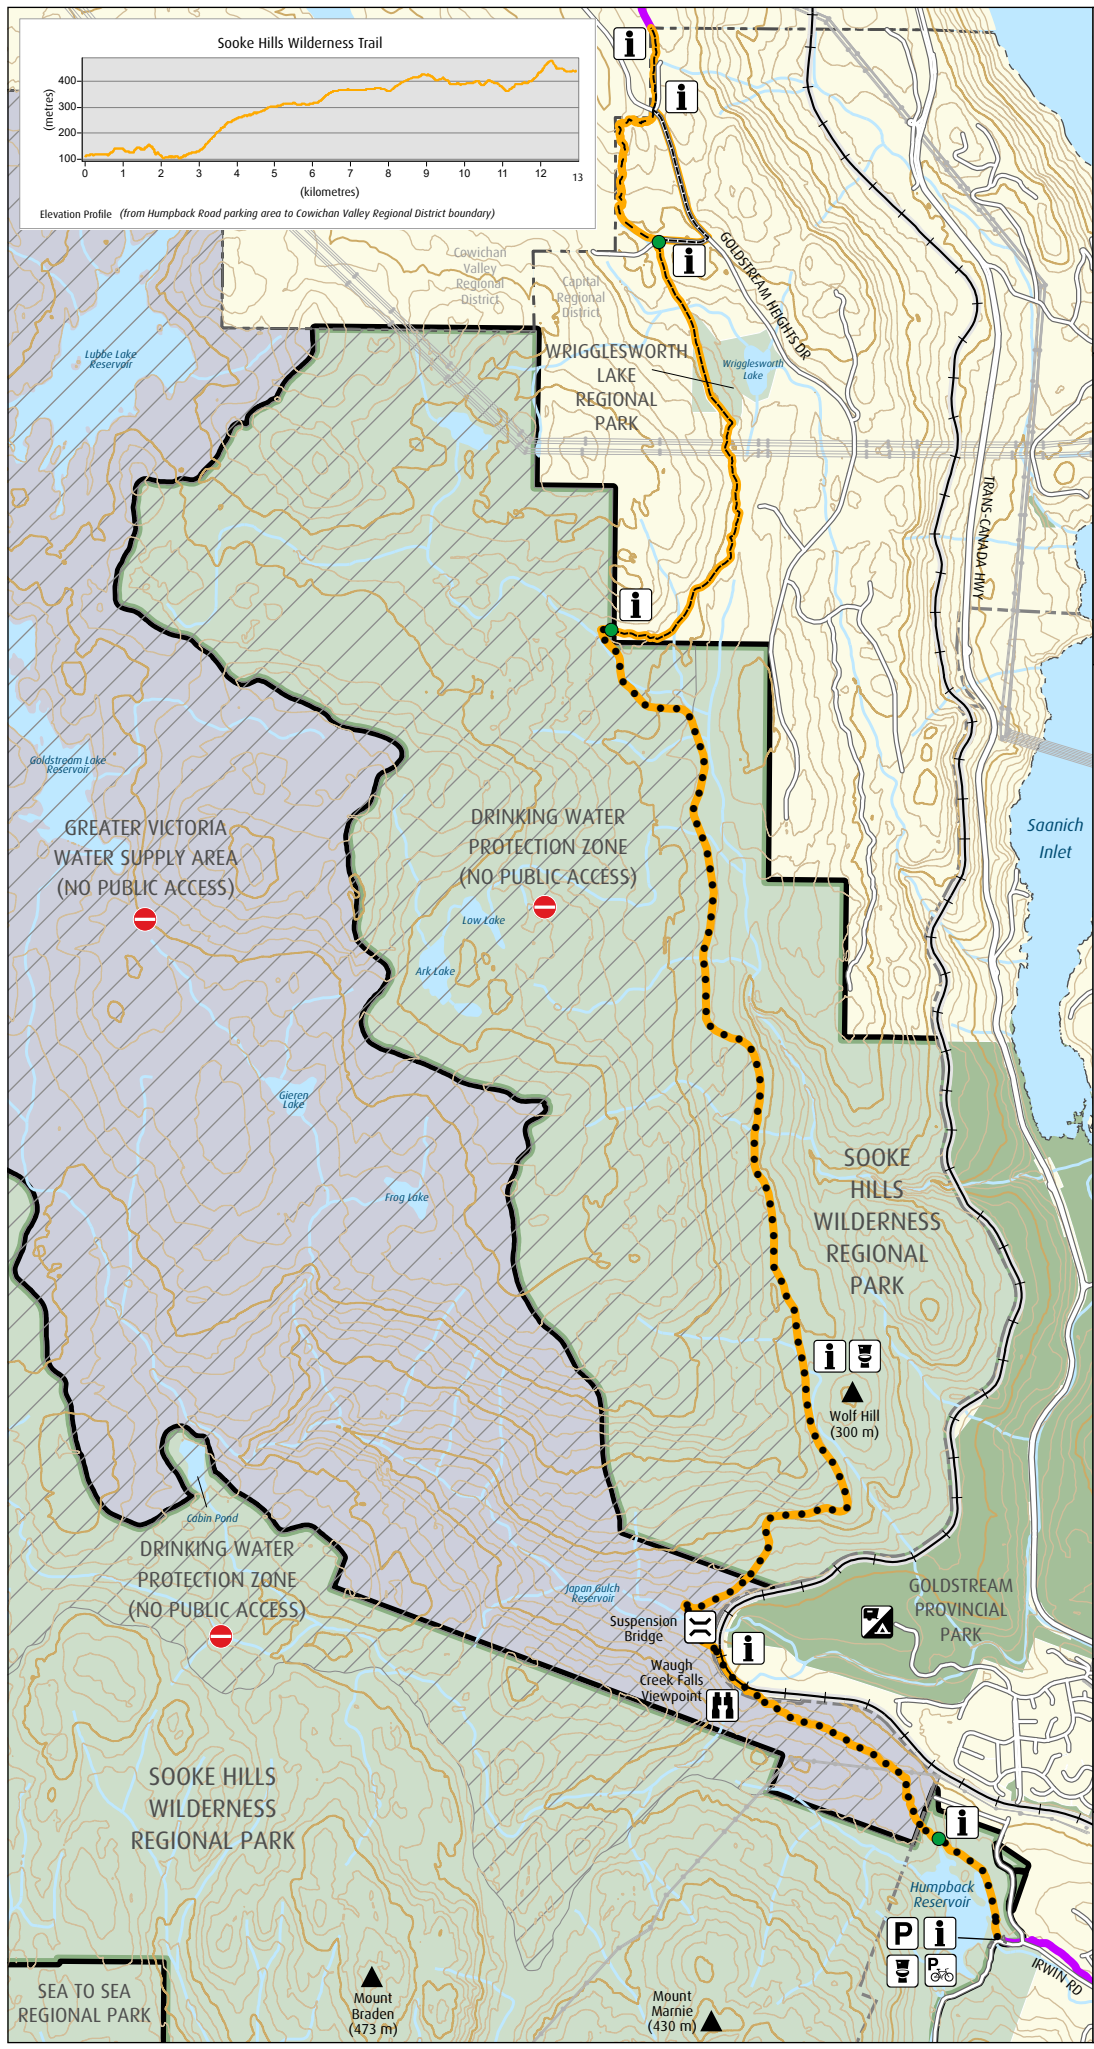 Sooke Hills Wilderness Trail
400
300
200
100
(metres)
0 1 2 3 4 5 6 7 8 9 10 11 12 13
(kilometres)
Elevation Profile (from Humpback Road parking area to Cowichan Valley Regional District boundary)
i
i
i
Cowichan
Valley
Regional
District
Capital
Regional
District
GOLDSTREAM HEIGHTS DR
Lubbe Lake
Reservoir
WRIGGLESWORTH
LAKE
REGIONAL
PARK
Wrigglesworth
Lake
TRANS-CANADA HWY
i
Goldstream Lake
Reservoir
GREATER VICTORIA
WATER SUPPLY AREA
(NO PUBLIC ACCESS)
DRINKING WATER
PROTECTION ZONE
(NO PUBLIC ACCESS)
Saanich
Inlet
Low Lake
Ark Lake
Gieren
Lake
Frog Lake
SOOKE
HILLS
WILDERNESS
REGIONAL
PARK
i
Wolf Hill
(300 m)
Cabin Pond
DRINKING WATER
PROTECTION ZONE
(NO PUBLIC ACCESS)
Japan Gulch
Reservoir
GOLDSTREAM
PROVINCIAL
PARK
Suspension
Bridge
i
Waugh
Creek Falls
Viewpoint
SOOKE HILLS
WILDERNESS
REGIONAL PARK
i
Humpback
Reservoir
P i
P
IRWIN RD
SEA TO SEA
REGIONAL PARK
Mount
Braden
(473 m)
Mount
Marnie
(430 m)